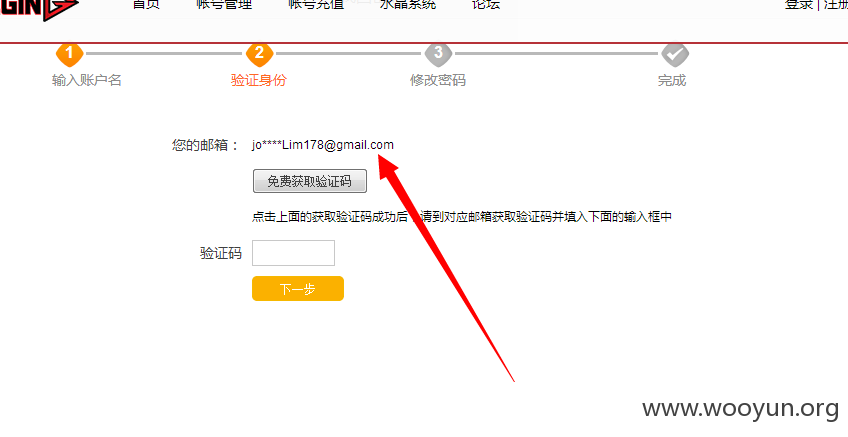 GING
首页 帐号管理 帐号充值 水晶系统 论坛 登录 | 注册
1 2 3
输入账户名 验证身份 修改密码 完成
您的邮箱： jo****Lim178@gmail.com
免费获取验证码
点击上面的获取验证码成功后 请到对应邮箱获取验证码并填入下面的输入框中
验证码
下一步
www.wooyun.org